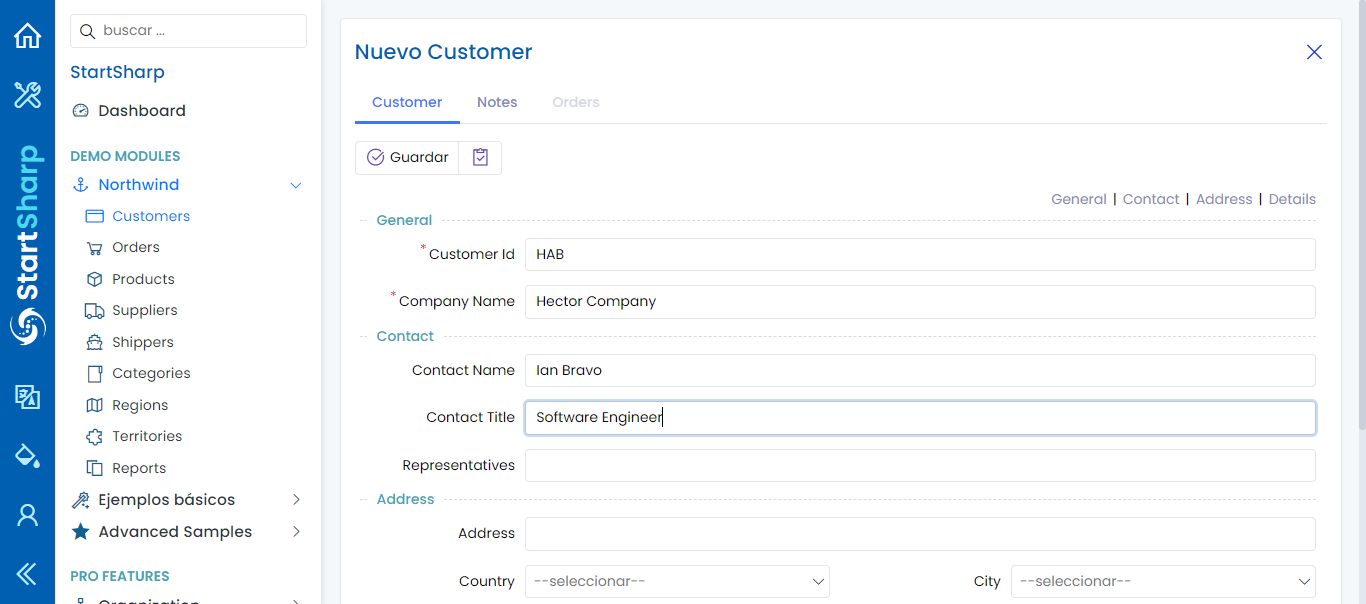 StartSharp
buscar ...
StartSharp
Dashboard
DEMO MODULES
Northwind
Customers
Orders
Products
Suppliers
Shippers
Categories
Regions
Territories
Reports
Ejemplos básicos
Advanced Samples
PRO FEATURES
Organization
Nuevo Customer
Customer Notes Orders
Guardar
General | Contact | Address | Details
General
* Customer Id HAB
* Company Name Hector Company
Contact
Contact Name Ian Bravo
Contact Title Software Engineer
Representatives
Address
Address
Country --seleccionar-- City --seleccionar--